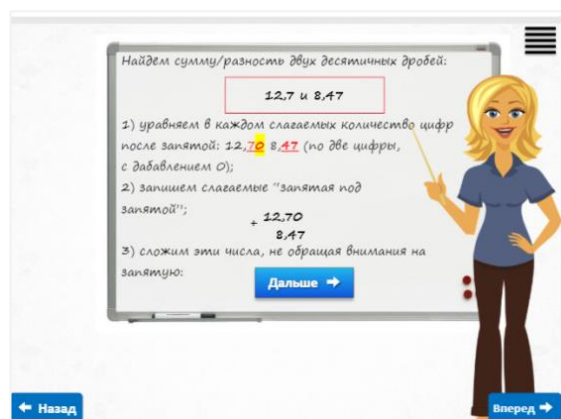 Найдем сумму/разность двух десятичных дробей:
12,7 и 8,47
1) уравняем в каждом слагаемых количество цифр
после запятой: 12,70 8,47 (по две цифры,
с дабавлением 0);
2) запишем слагаемые "запятая под
запятой";
+ 12,70
8,47
3) сложим эти числа, не обращая внимания на
запятую:
Дальше
Назад
Вперед